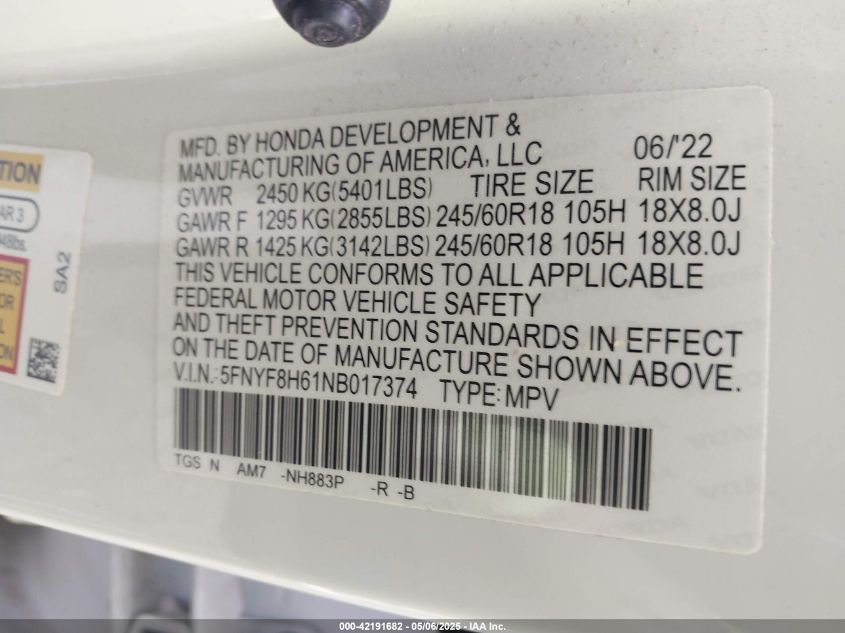 MFD. BY HONDA DEVELOPMENT &
MANUFACTURING OF AMERICA, LLC 06/'22
GVWR 2450 KG(5401LBS) TIRE SIZE RIM SIZE
GAWR F 1295 KG(2855LBS) 245/60R18 105H 18X8.0J
GAWR R 1425 KG(3142LBS) 245/60R18 105H 18X8.0J
THIS VEHICLE CONFORMS TO ALL APPLICABLE
FEDERAL MOTOR VEHICLE SAFETY
AND THEFT PREVENTION STANDARDS IN EFFECT
ON THE DATE OF MANUFACTURE SHOWN ABOVE.
V.I.N.:5FNYF8H61NB017374 TYPE:MPV
TGS N AM7 -NH883P -R -B
SA2
000-42191682 - 05/06/2025 - IAA Inc.